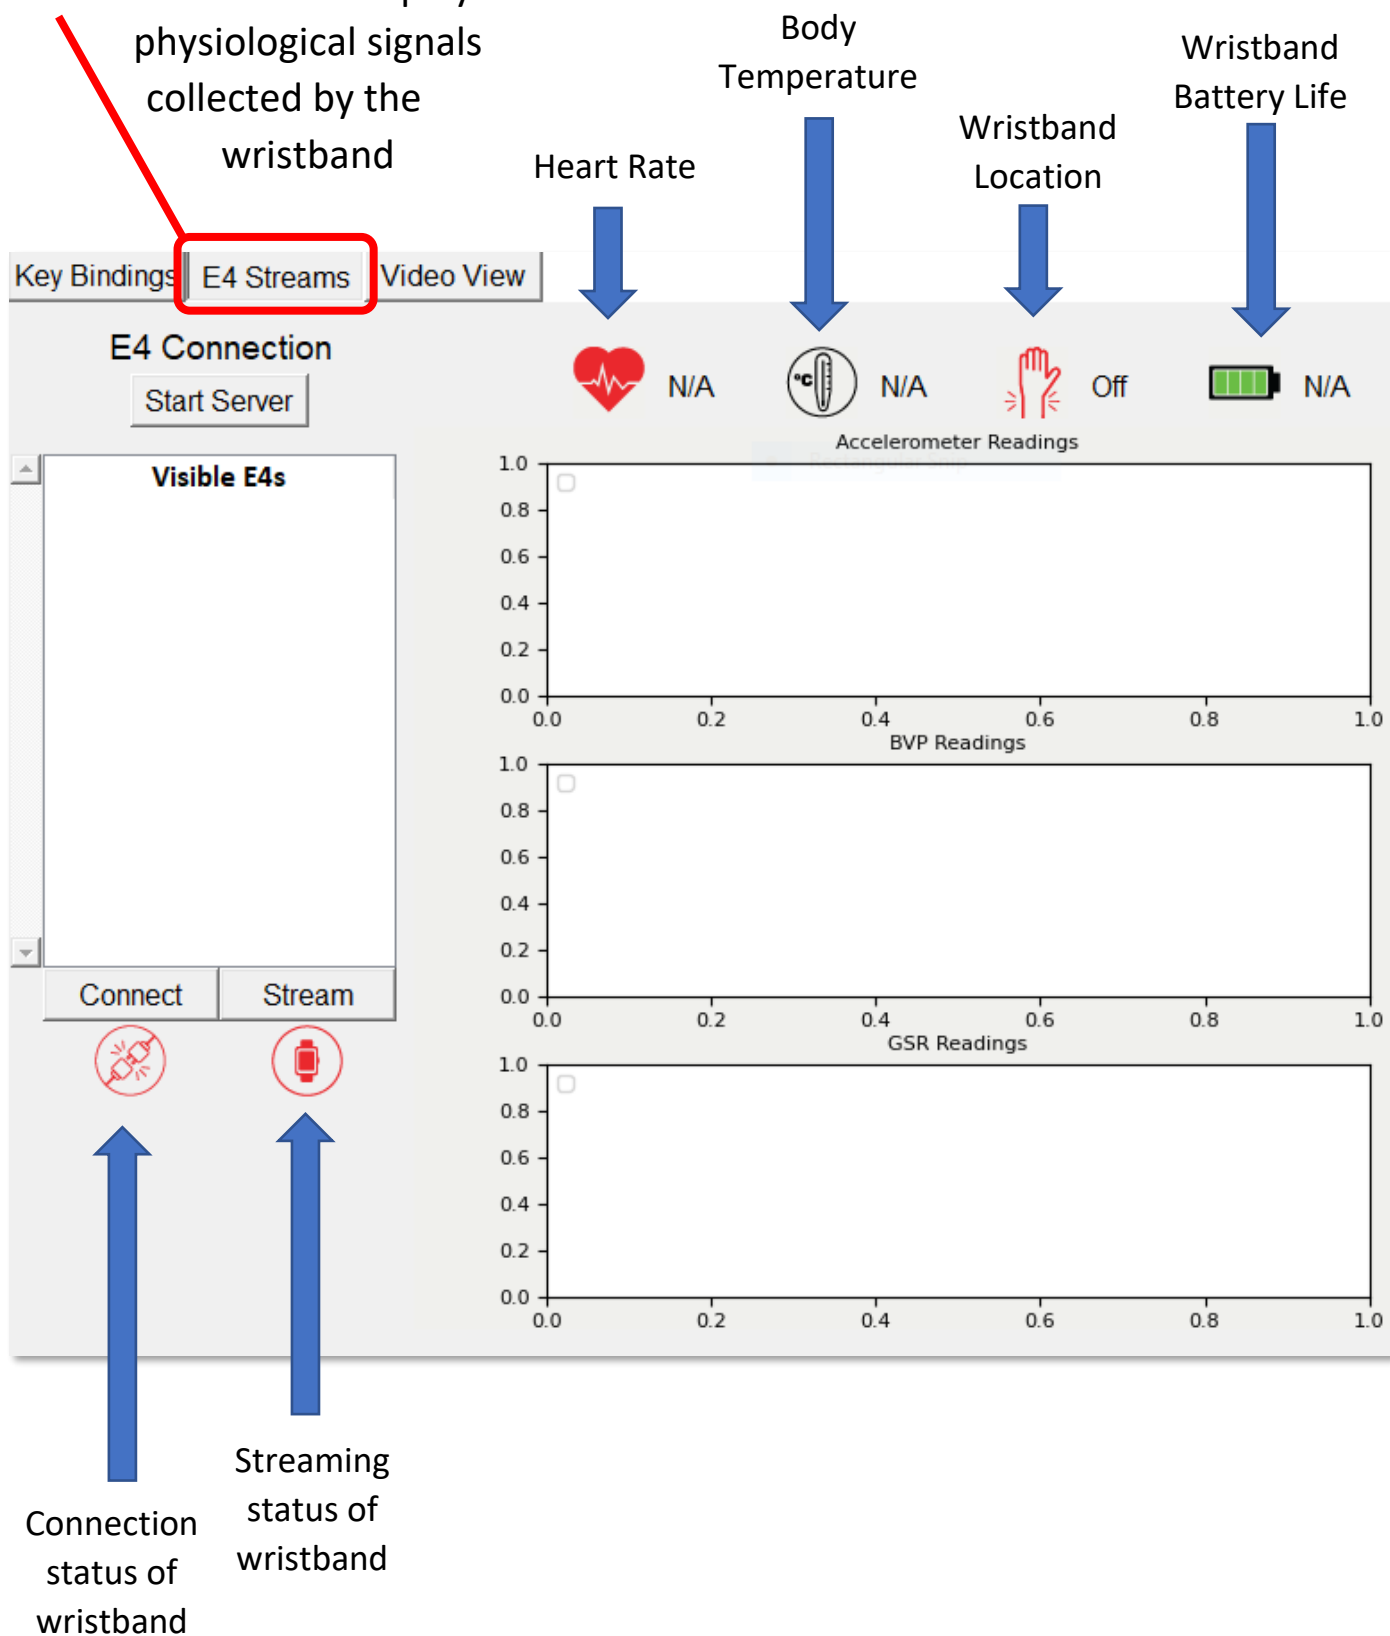 physiological signals
collected by the
wristband
Heart Rate
Body
Temperature
Wristband
Location
Wristband
Battery Life
Key Bindings
E4 Streams
Video View
E4 Connection
Start Server
N/A
°C
N/A
Off
N/A
Visible E4s
Connect
Stream
Accelerometer Readings
Rectangular Snip
1.0
0.8
0.6
0.4
0.2
0.0
0.0 0.2 0.4 0.6 0.8 1.0
BVP Readings
1.0
0.8
0.6
0.4
0.2
0.0
0.0 0.2 0.4 0.6 0.8 1.0
GSR Readings
1.0
0.8
0.6
0.4
0.2
0.0
0.0 0.2 0.4 0.6 0.8 1.0
Connection
status of
wristband
Streaming
status of
wristband